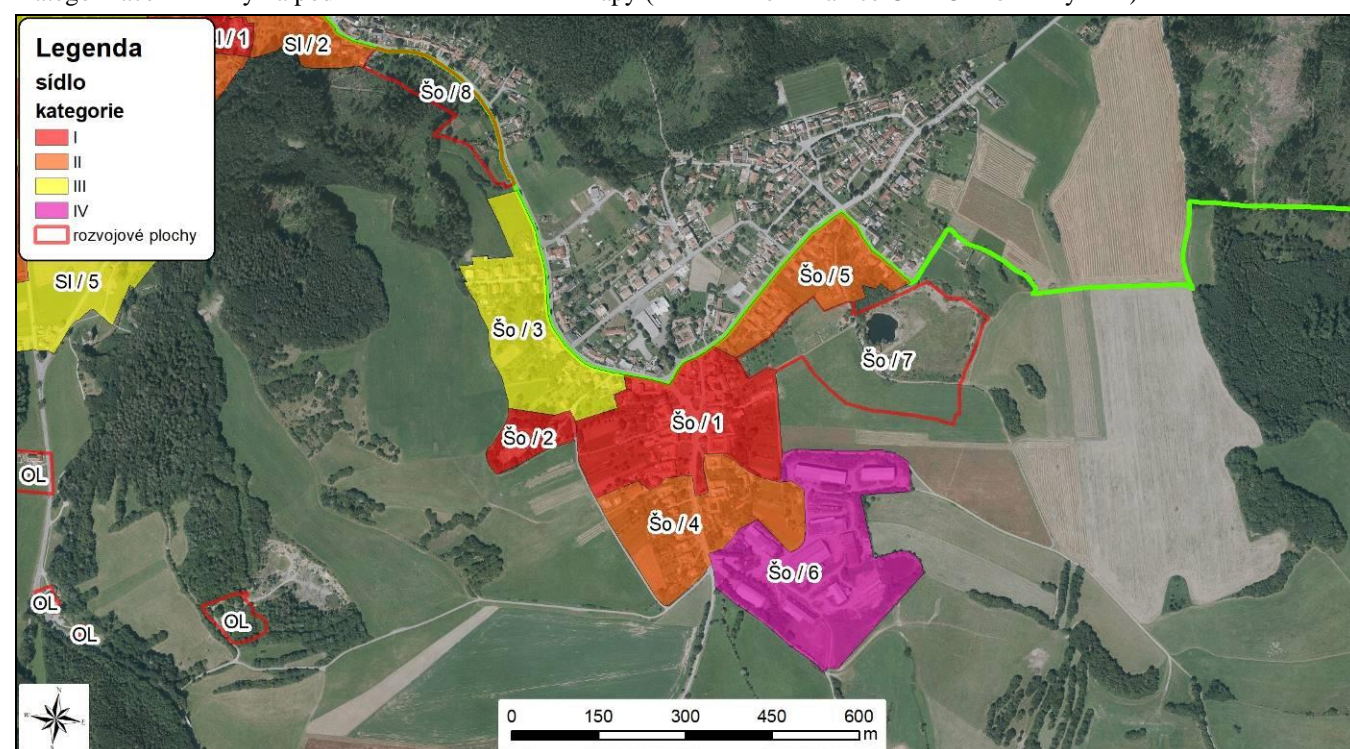 Legenda
sídlo
kategorie
I
II
III
IV
rozvojové plochy
I / 1
Sl / 2
Šo / 8
Sl / 5
Šo / 5
Šo / 3
Šo / 7
Šo / 1
Šo / 2
OL
Šo / 4
Šo / 6
OL
OL
OL
0 150 300 450 600
m